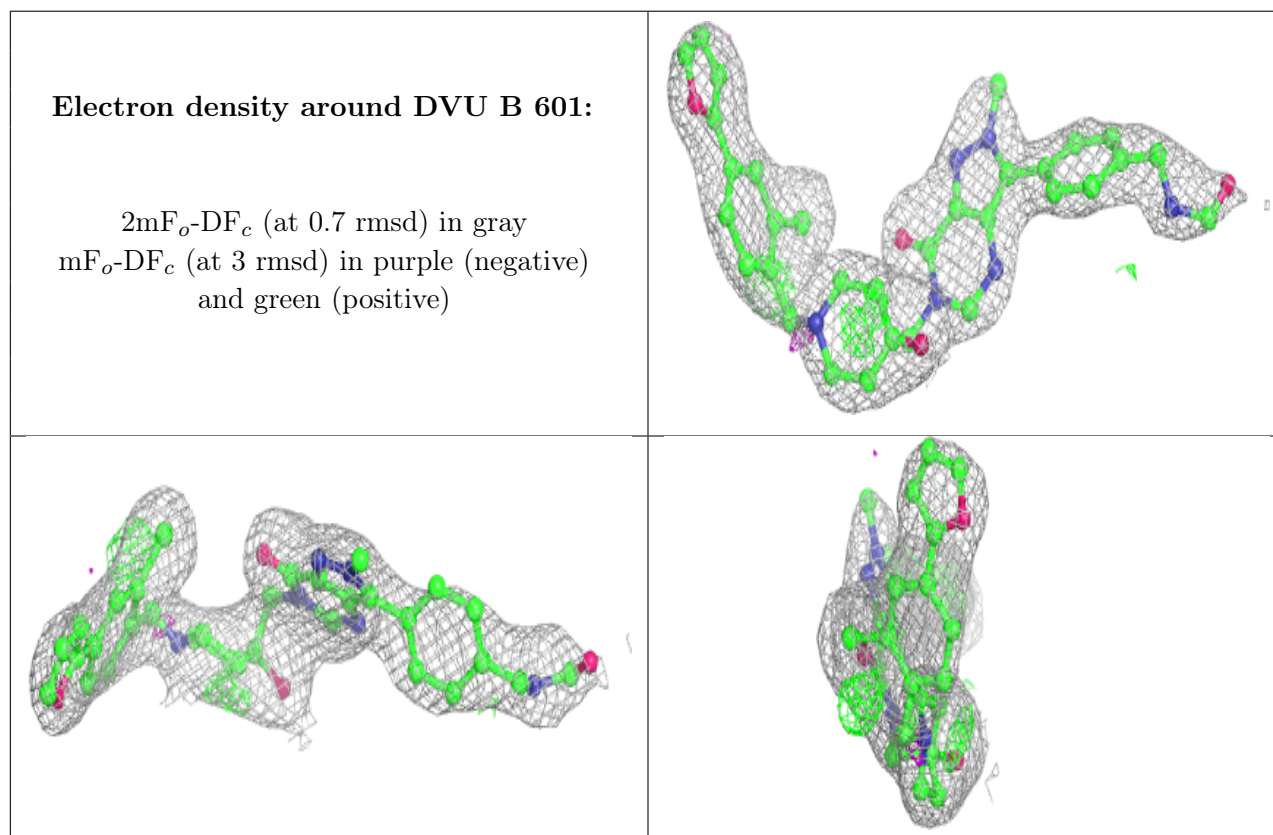 Electron density around DVU B 601:
2mFo-DFc (at 0.7 rmsd) in gray
mFo-DFc (at 3 rmsd) in purple (negative)
and green (positive)